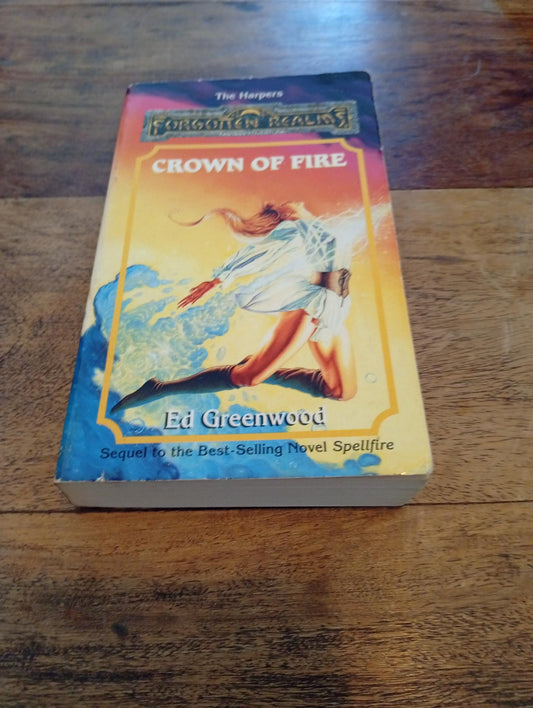 The Harpers
FORGOTTEN REALMS
CROWN OF FIRE
Ed Greenwood
Sequel to the Best-Selling Novel Spellfire